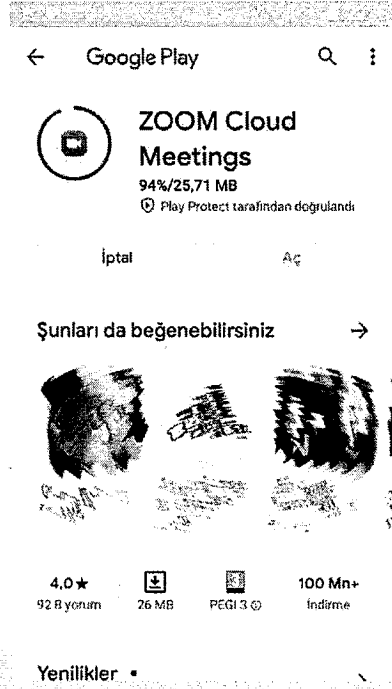 Google Play
ZOOM Cloud
Meetings
94%/25,71 MB
Play Protect tarafından doğrulandı
İptal
Aç
Şunları da beğenebilirsiniz
4,0★
100 Mn+
92 B yorum
26 MB
PEGI 3
İndirme
Yenilikler •